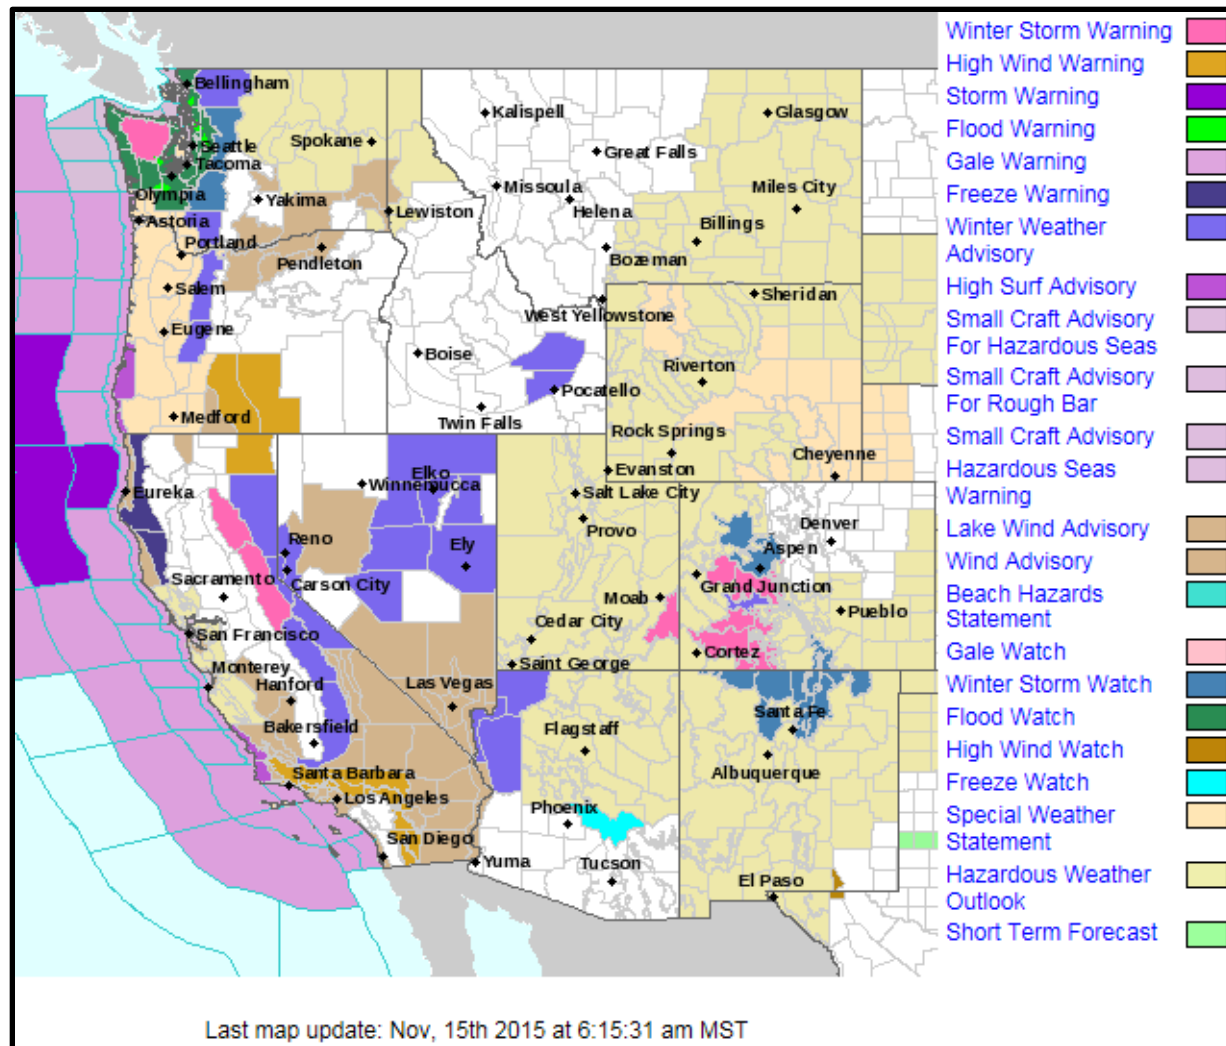 Bellingham
Seattle
Tacoma
Olympia
Spokane
Yakima
Lewiston
Astoria
Portland
Pendleton
Salem
Eugene
Medford
Kalispell
Great Falls
Missoula
Helena
Glasgow
Miles City
Billings
Bozeman
West Yellowstone
Sheridan
Boise
Pocatello
Twin Falls
Riverton
Rock Springs
Evanston
Cheyenne
Eureka
Elko
Winnemucca
Reno
Ely
Carson City
Sacramento
San Francisco
Monterey
Hanford
Bakersfield
Las Vegas
Santa Barbara
Los Angeles
San Diego
Salt Lake City
Provo
Moab
Cedar City
Saint George
Denver
Aspen
Grand Junction
Pueblo
Cortez
Flagstaff
Phoenix
Tucson
Yuma
Santa Fe
Albuquerque
El Paso
Winter Storm Warning
High Wind Warning
Storm Warning
Flood Warning
Gale Warning
Freeze Warning
Winter Weather
Advisory
High Surf Advisory
Small Craft Advisory
For Hazardous Seas
Small Craft Advisory
For Rough Bar
Small Craft Advisory
Hazardous Seas
Warning
Lake Wind Advisory
Wind Advisory
Beach Hazards
Statement
Gale Watch
Winter Storm Watch
Flood Watch
High Wind Watch
Freeze Watch
Special Weather
Statement
Hazardous Weather
Outlook
Short Term Forecast
Last map update: Nov, 15th 2015 at 6:15:31 am MST